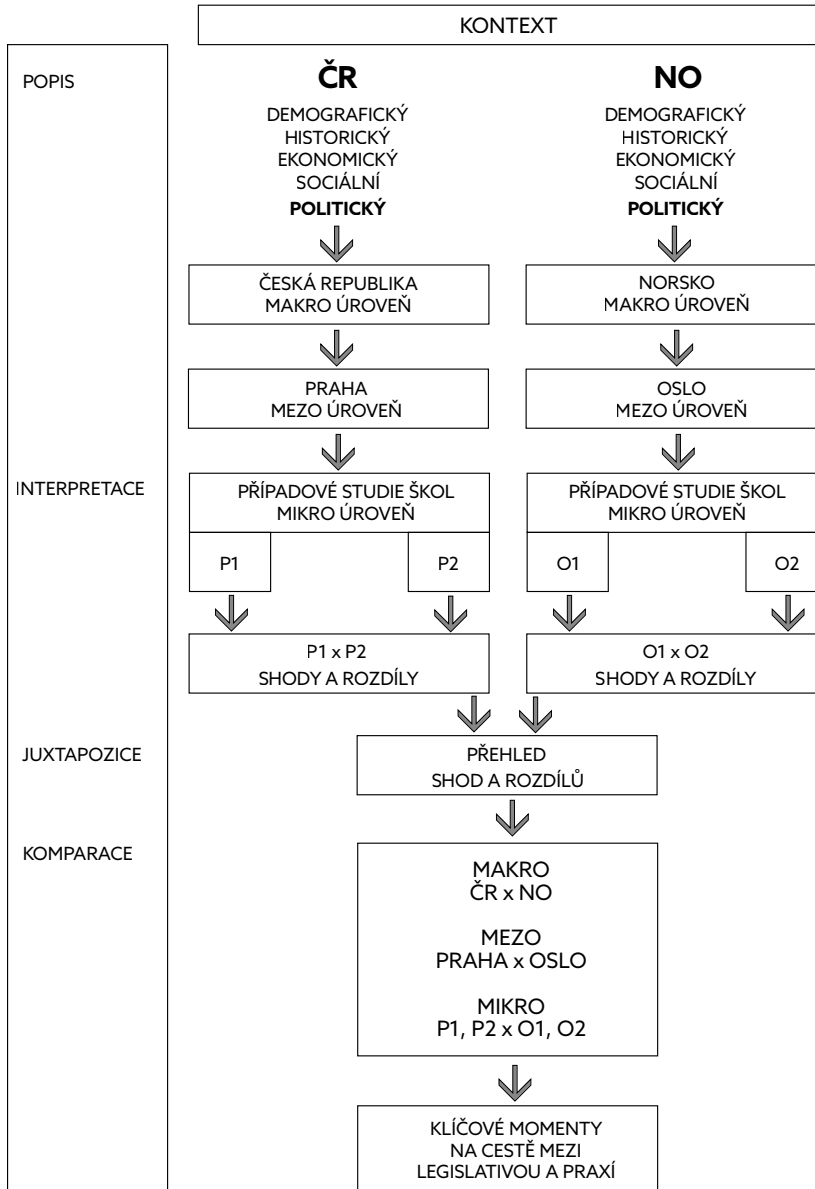 KONTEXT
POPIS
ČR
NO
DEMOGRAFICKÝ
HISTORICKÝ
EKONOMICKÝ
SOCIÁLNÍ
POLITICKÝ
DEMOGRAFICKÝ
HISTORICKÝ
EKONOMICKÝ
SOCIÁLNÍ
POLITICKÝ
ČESKÁ REPUBLIKA
MAKRO ÚROVEŇ
NORSKO
MAKRO ÚROVEŇ
PRAHA
MEZO ÚROVEŇ
OSLO
MEZO ÚROVEŇ
INTERPRETACE
PŘÍPADOVÉ STUDIE ŠKOL
MIKRO ÚROVEŇ
PŘÍPADOVÉ STUDIE ŠKOL
MIKRO ÚROVEŇ
P1
P2
O1
O2
P1 x P2
SHODY A ROZDÍLY
O1 x O2
SHODY A ROZDÍLY
JUXTAPOZICE
PŘEHLED
SHOD A ROZDÍLŮ
KOMPARACE
MAKRO
ČR x NO
MEZO
PRAHA x OSLO
MIKRO
P1, P2 x O1, O2
KLÍČOVÉ MOMENTY
NA CESTĚ MEZI
LEGISLATIVOU A PRAXÍ